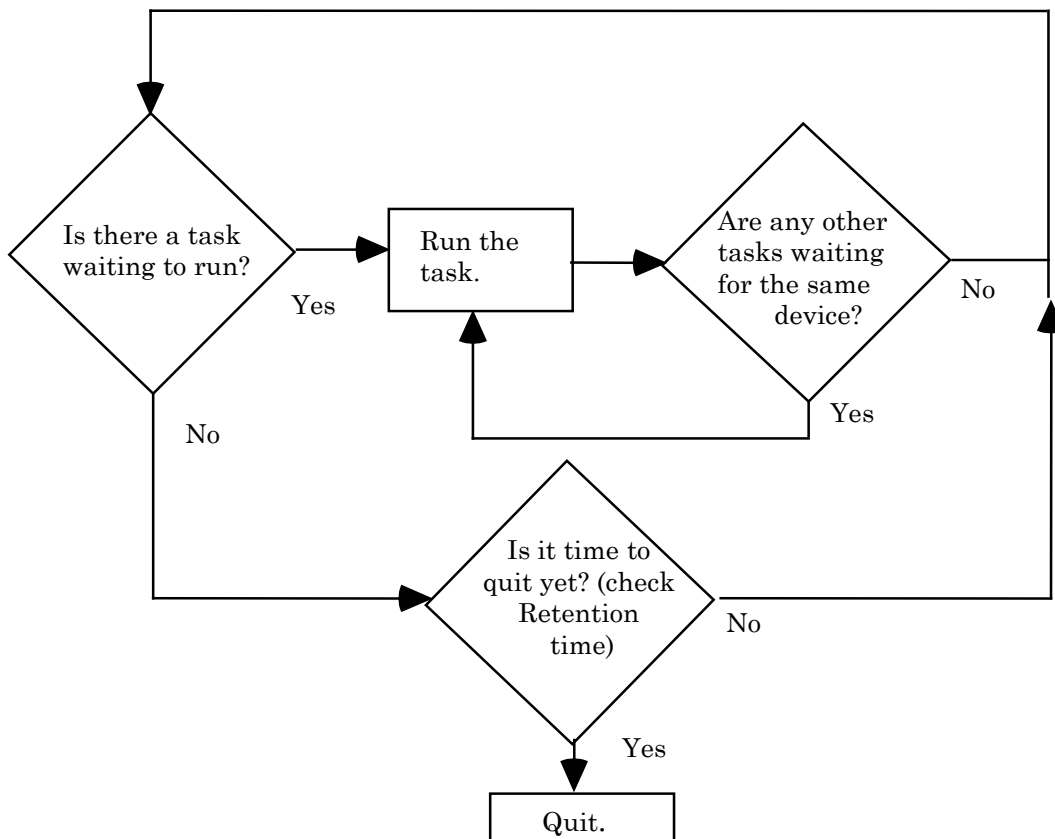 Is there a task
waiting to run?
Yes
Run the
task.
Are any other
tasks waiting
for the same
device?
No
Yes
No
Is it time to
quit yet? (check
Retention
time)
No
Yes
Quit.